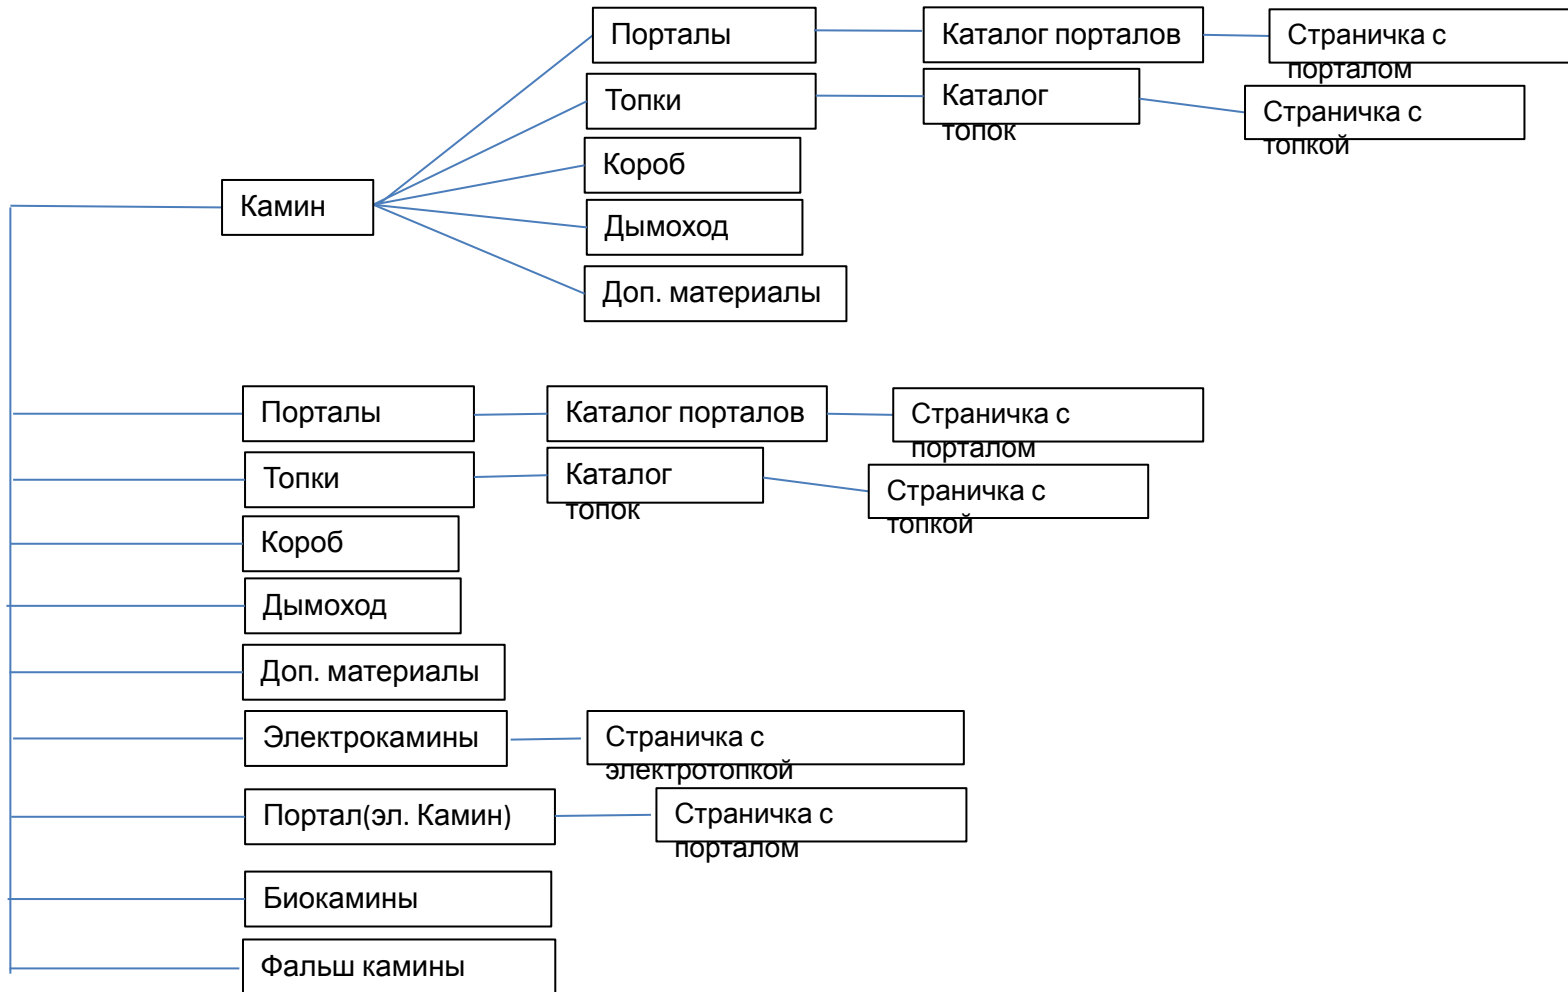 Порталы
Каталог порталов
Страничка с
порталом
Топки
Каталог
топок
Страничка с
топкой
Короб
Камин
Дымоход
Доп. материалы
Порталы
Каталог порталов
Страничка с
порталом
Топки
Каталог
топок
Страничка с
топкой
Короб
Дымоход
Доп. материалы
Электрокамины
Страничка с
электротопкой
Портал(эл. Камин)
Страничка с
порталом
Биокамины
Фальш камины